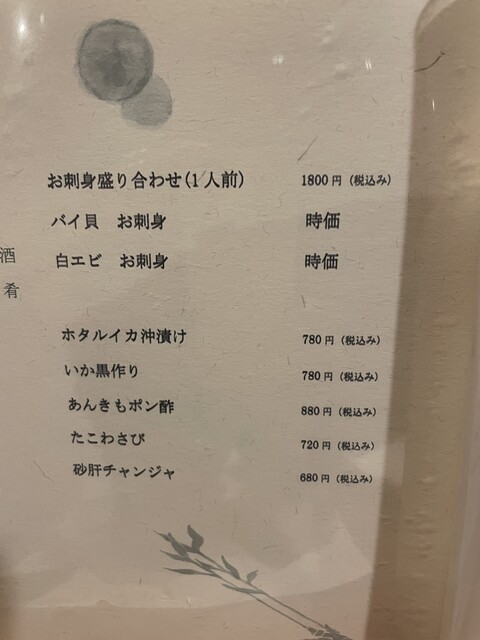 お刺身盛り合わせ(1人前) 1800円(税込み)
バイ貝 お刺身 時価
白エビ お刺身 時価
酒
肴
ホタルイカ沖漬け 780円(税込み)
いか黒作り 780円(税込み)
あんきもポン酢 880円(税込み)
たこわさび 720円(税込み)
砂肝チャンジャ 680円(税込み)